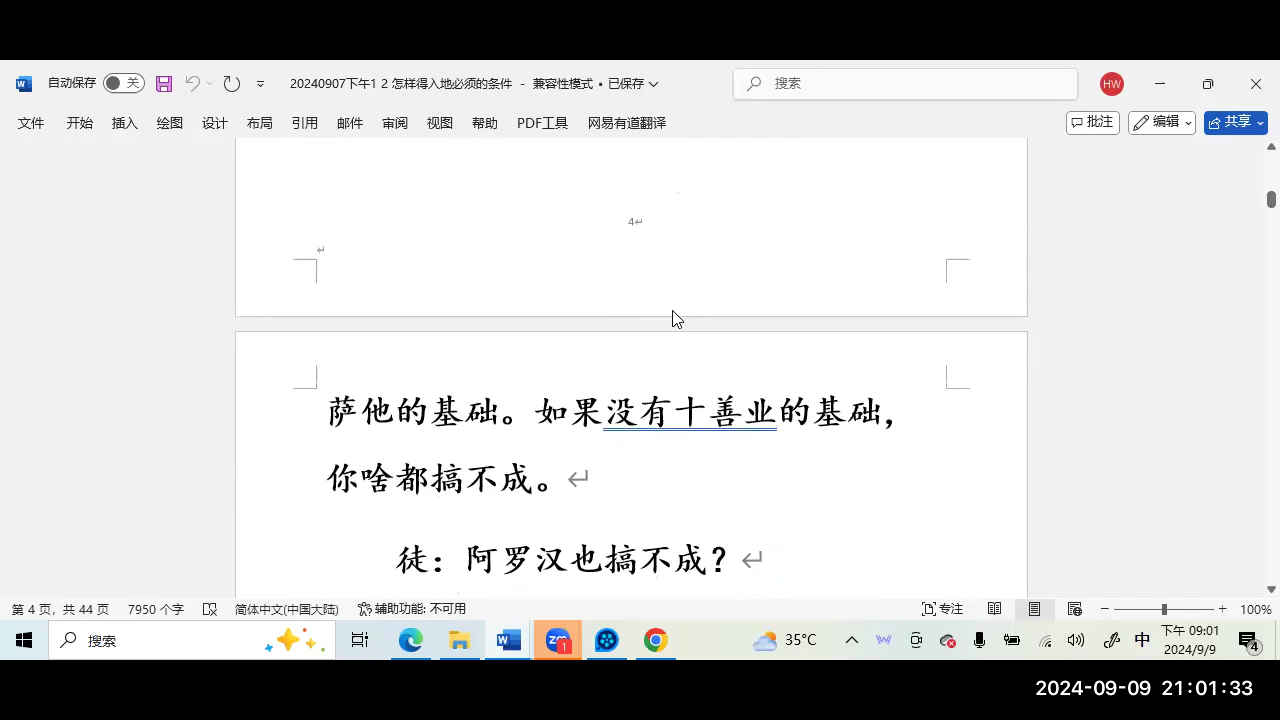 自动保存 关 20240907下午1 2 怎样得入地必须的条件 - 兼容性模式 • 已保存 搜索 HW
文件 开始 插入 绘图 设计 布局 引用 邮件 审阅 视图 帮助 PDF工具 网易有道翻译 批注 编辑 共享
4
萨他的基础。如果没有十善业的基础，
你啥都搞不成。
徒：阿罗汉也搞不成？
第 4 页，共 44 页 7950 个字 简体中文(中国大陆) 辅助功能: 不可用 专注 100%
搜索 zm 1 35°C 中 下午 09:01 4
2024/9/9
2024-09-09 21:01:33